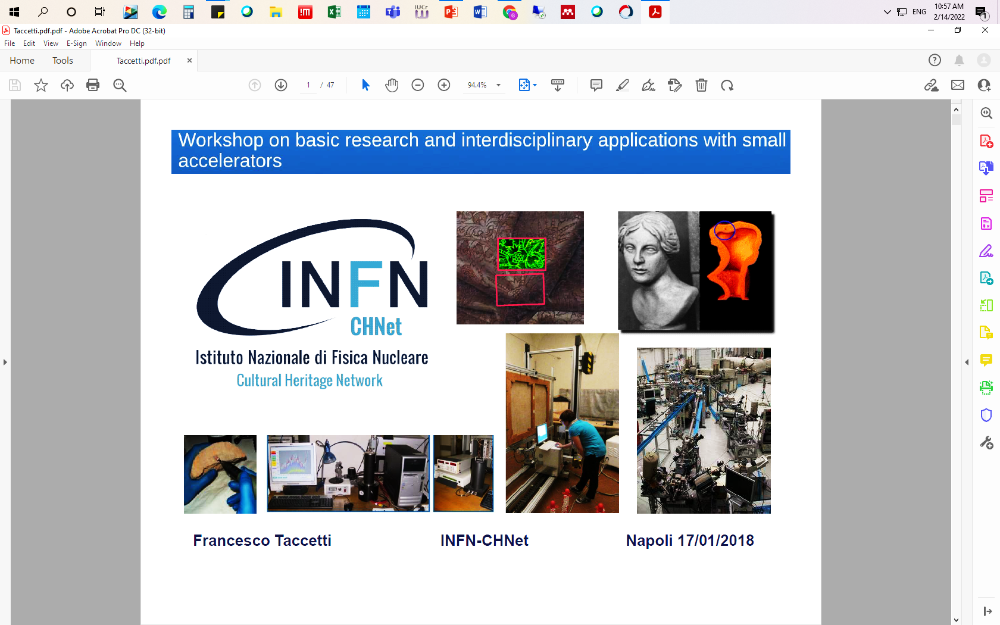 10:57 AM
ENG
2/14/2022
1
IUCr
Taccetti.pdf.pdf - Adobe Acrobat Pro DC (32-bit)
File Edit View E-Sign Window Help
Home Tools Taccetti.pdf.pdf
1 / 47 94.4%
Workshop on basic research and interdisciplinary applications with small
accelerators
INFN
CHNet
Istituto Nazionale di Fisica Nucleare
Cultural Heritage Network
Francesco Taccetti INFN-CHNet Napoli 17/01/2018